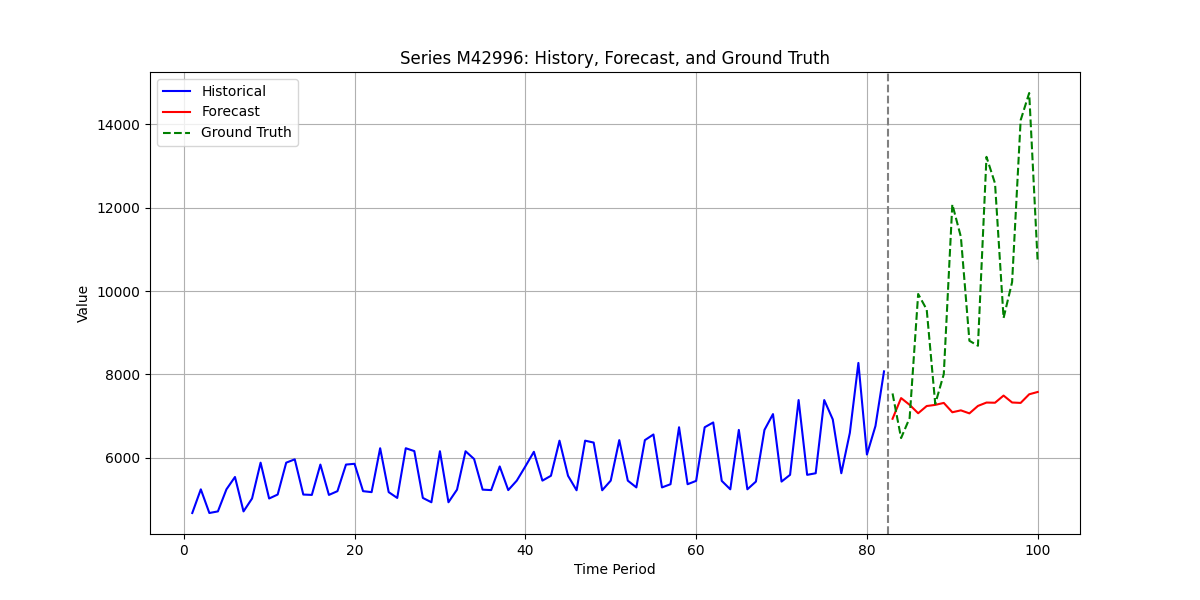 Series M42996: History, Forecast, and Ground Truth
Historical
Forecast
Ground Truth
14000
12000
10000
8000
6000
Value
0
20
40
60
80
100
Time Period